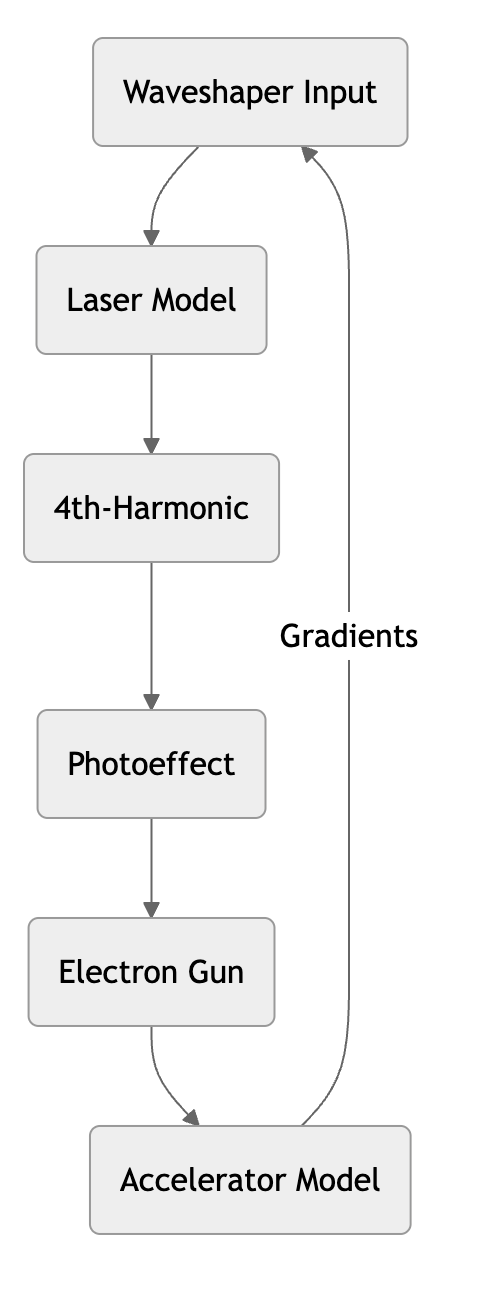 Waveshaper Input
Laser Model
4th-Harmonic
Gradients
Photoeffect
Electron Gun
Accelerator Model